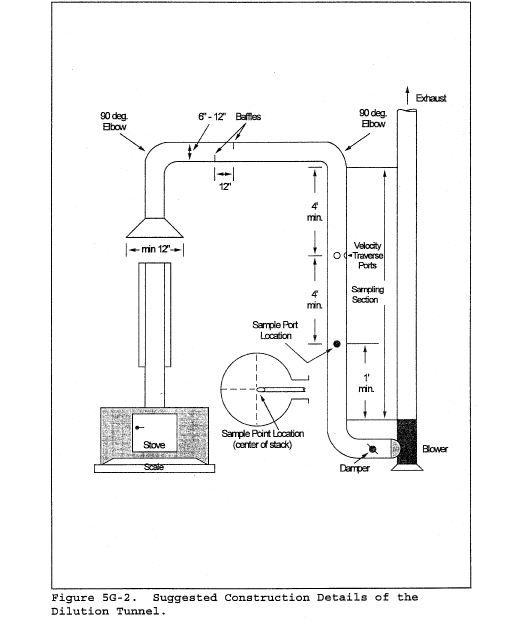 Exhaust
90 deg.
Elbow
6" - 12"
Baffles
90 deg.
Elbow
12"
4'
min.
min 12"
Velocity
Traverse
Ports
4'
min.
Sampling
Section
Sample Port
Location
1'
min.
Sample Point Location
(center of stack)
Stove
Scale
Damper
Blower
Figure 5G-2. Suggested Construction Details of the
Dilution Tunnel.